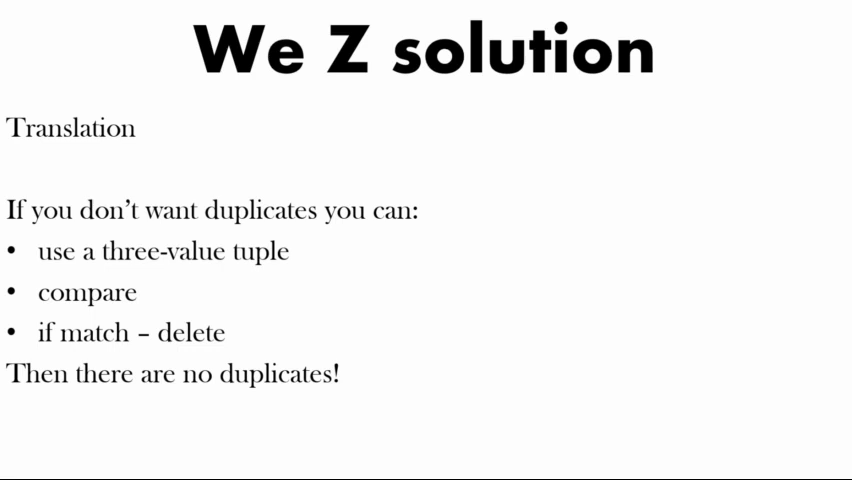 We Z solution
Translation
If you don’t want duplicates you can:
• use a three-value tuple
• compare
• if match – delete
Then there are no duplicates!